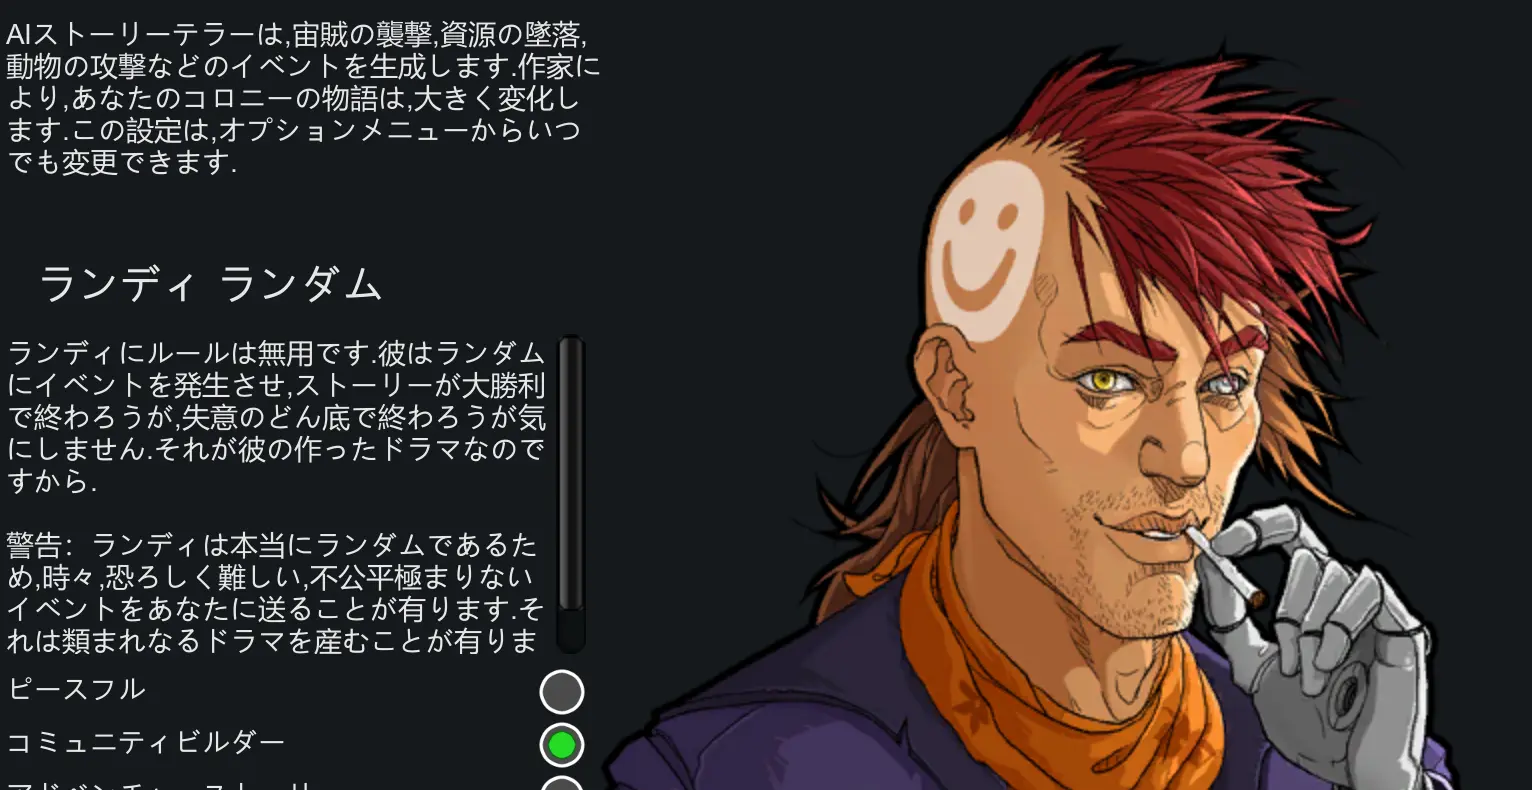 AIストーリーテラーは,宙賊の襲撃,資源の墜落,
動物の攻撃などのイベントを生成します.作家に
より,あなたのコロニーの物語は,大きく変化し
ます.この設定は,オプションメニューからいつ
でも変更できます.
ランディ ランダム
ランディにルールは無用です.彼はランダム
にイベントを発生させ,ストーリーが大勝利
で終わろうが,失意のどん底で終わろうが気
にしません.それが彼の作ったドラマなので
すから.
警告: ランディは本当にランダムであるた
め,時々,恐ろしく難しい,不公平極まりない
イベントをあなたに送ることが有ります.そ
れは類まれなるドラマを産むことが有りま
ピースフル
コミュニティビルダー